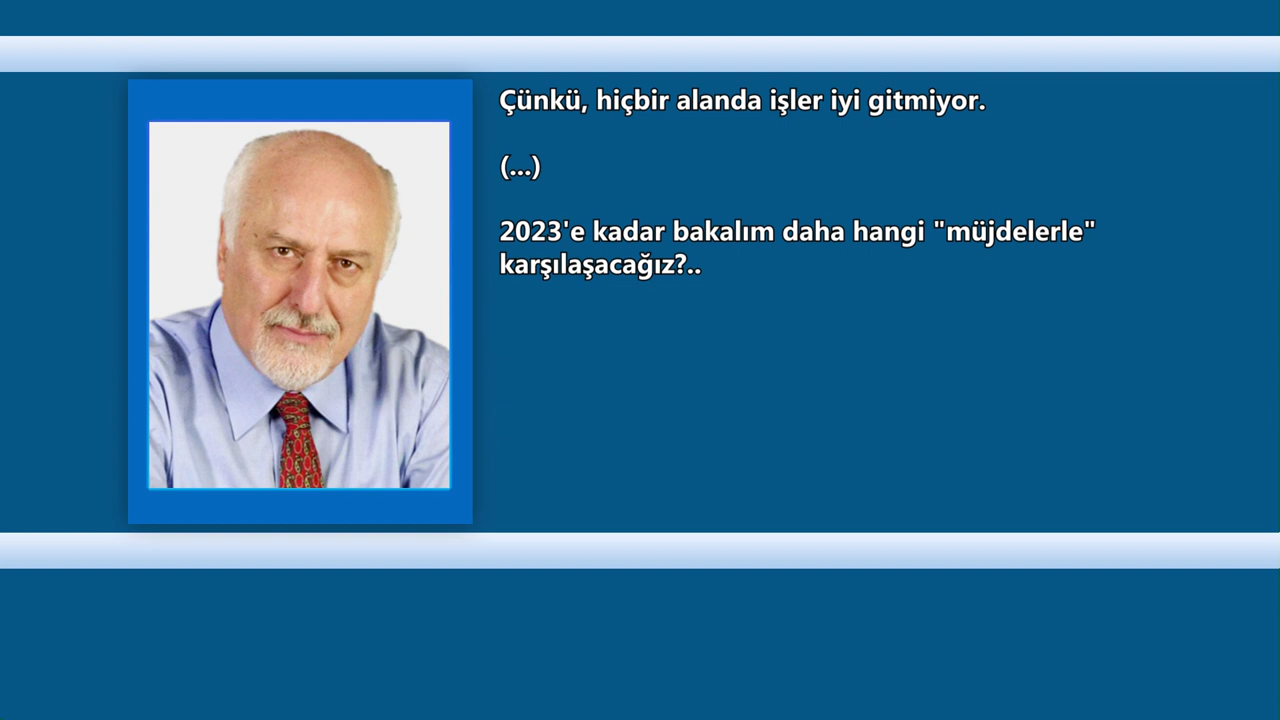 Çünkü, hiçbir alanda işler iyi gitmiyor.
(...)
2023'e kadar bakalım daha hangi "müjdelerle"
karşılaşacağız?..